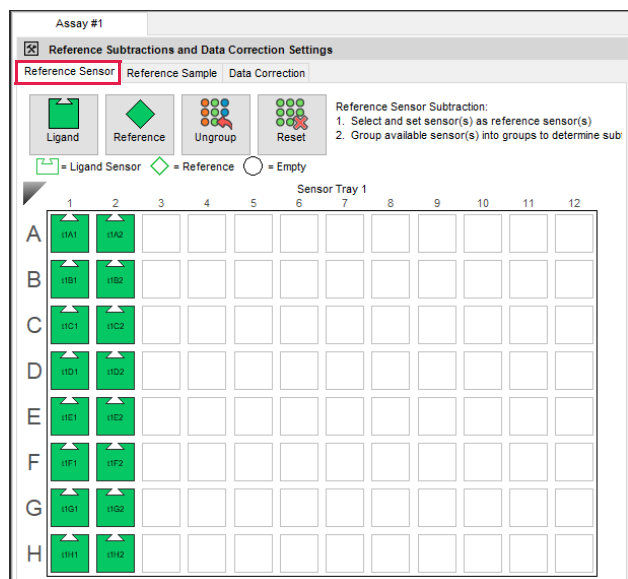 Assay #1
Reference Subtractions and Data Correction Settings
Reference Sensor Reference Sample Data Correction
Ligand Reference Ungroup Reset
Reference Sensor Subtraction:
1. Select and set sensor(s) as reference sensor(s)
2. Group available sensor(s) into groups to determine sub
= Ligand Sensor = Reference = Empty
Sensor Tray 1
1 2 3 4 5 6 7 8 9 10 11 12
A t1A1 t1A2
B t1B1 t1B2
C t1C1 t1C2
D t1D1 t1D2
E t1E1 t1E2
F t1F1 t1F2
G t1G1 t1G2
H t1H1 t1H2